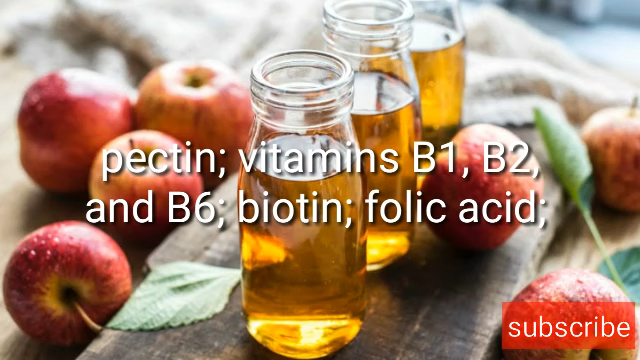 pectin; vitamins B1, B2,
and B6; biotin; folic acid;
subscribe